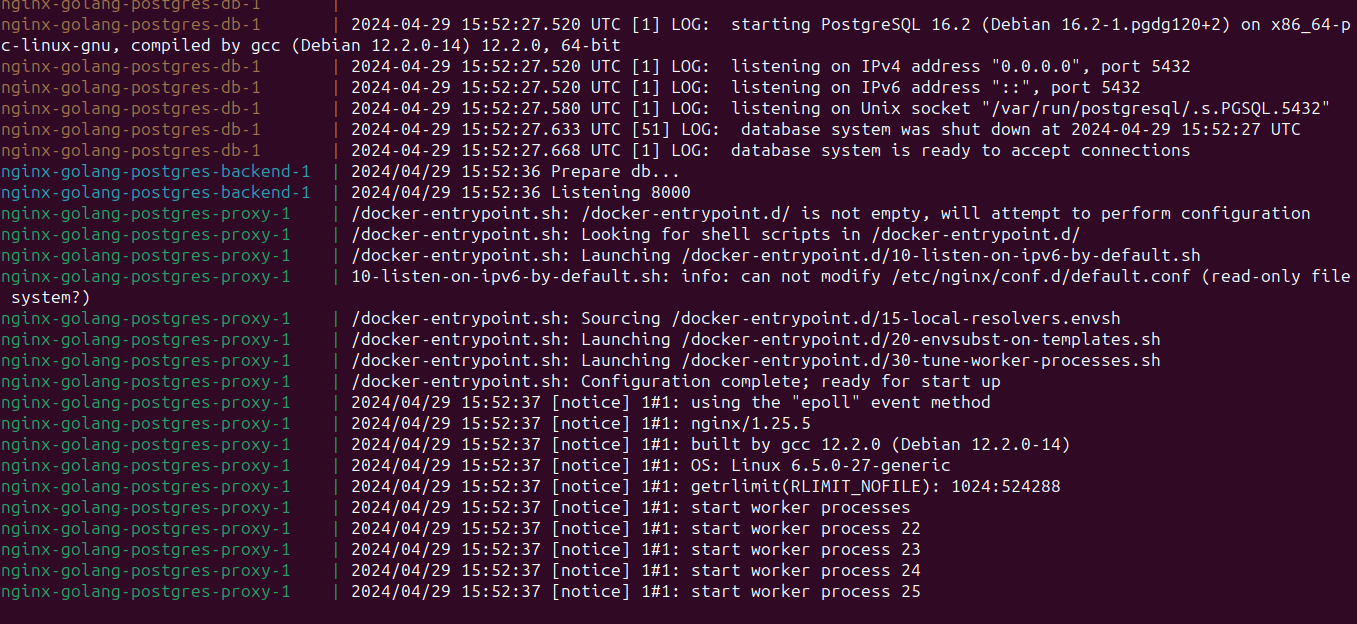 nginx-golang-postgres-db-1       |
nginx-golang-postgres-db-1       | 2024-04-29 15:52:27.520 UTC [1] LOG:  starting PostgreSQL 16.2 (Debian 16.2-1.pgdg120+2) on x86_64-p
c-linux-gnu, compiled by gcc (Debian 12.2.0-14) 12.2.0, 64-bit
nginx-golang-postgres-db-1       | 2024-04-29 15:52:27.520 UTC [1] LOG:  listening on IPv4 address "0.0.0.0", port 5432
nginx-golang-postgres-db-1       | 2024-04-29 15:52:27.520 UTC [1] LOG:  listening on IPv6 address "::", port 5432
nginx-golang-postgres-db-1       | 2024-04-29 15:52:27.580 UTC [1] LOG:  listening on Unix socket "/var/run/postgresql/.s.PGSQL.5432"
nginx-golang-postgres-db-1       | 2024-04-29 15:52:27.633 UTC [51] LOG:  database system was shut down at 2024-04-29 15:52:27 UTC
nginx-golang-postgres-db-1       | 2024-04-29 15:52:27.668 UTC [1] LOG:  database system is ready to accept connections
nginx-golang-postgres-backend-1  | 2024/04/29 15:52:36 Prepare db...
nginx-golang-postgres-backend-1  | 2024/04/29 15:52:36 Listening 8000
nginx-golang-postgres-proxy-1    | /docker-entrypoint.sh: /docker-entrypoint.d/ is not empty, will attempt to perform configuration
nginx-golang-postgres-proxy-1    | /docker-entrypoint.sh: Looking for shell scripts in /docker-entrypoint.d/
nginx-golang-postgres-proxy-1    | /docker-entrypoint.sh: Launching /docker-entrypoint.d/10-listen-on-ipv6-by-default.sh
nginx-golang-postgres-proxy-1    | 10-listen-on-ipv6-by-default.sh: info: can not modify /etc/nginx/conf.d/default.conf (read-only file
 system?)
nginx-golang-postgres-proxy-1    | /docker-entrypoint.sh: Sourcing /docker-entrypoint.d/15-local-resolvers.envsh
nginx-golang-postgres-proxy-1    | /docker-entrypoint.sh: Launching /docker-entrypoint.d/20-envsubst-on-templates.sh
nginx-golang-postgres-proxy-1    | /docker-entrypoint.sh: Launching /docker-entrypoint.d/30-tune-worker-processes.sh
nginx-golang-postgres-proxy-1    | /docker-entrypoint.sh: Configuration complete; ready for start up
nginx-golang-postgres-proxy-1    | 2024/04/29 15:52:37 [notice] 1#1: using the "epoll" event method
nginx-golang-postgres-proxy-1    | 2024/04/29 15:52:37 [notice] 1#1: nginx/1.25.5
nginx-golang-postgres-proxy-1    | 2024/04/29 15:52:37 [notice] 1#1: built by gcc 12.2.0 (Debian 12.2.0-14)
nginx-golang-postgres-proxy-1    | 2024/04/29 15:52:37 [notice] 1#1: OS: Linux 6.5.0-27-generic
nginx-golang-postgres-proxy-1    | 2024/04/29 15:52:37 [notice] 1#1: getrlimit(RLIMIT_NOFILE): 1024:524288
nginx-golang-postgres-proxy-1    | 2024/04/29 15:52:37 [notice] 1#1: start worker processes
nginx-golang-postgres-proxy-1    | 2024/04/29 15:52:37 [notice] 1#1: start worker process 22
nginx-golang-postgres-proxy-1    | 2024/04/29 15:52:37 [notice] 1#1: start worker process 23
nginx-golang-postgres-proxy-1    | 2024/04/29 15:52:37 [notice] 1#1: start worker process 24
nginx-golang-postgres-proxy-1    | 2024/04/29 15:52:37 [notice] 1#1: start worker process 25